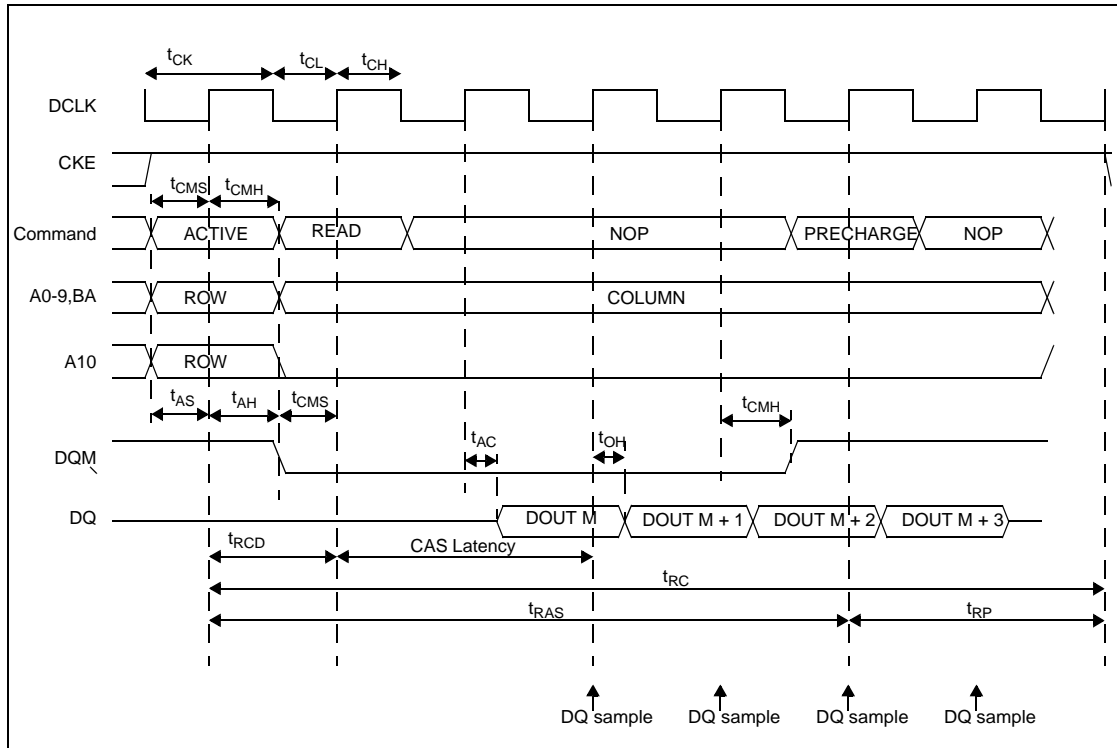 tCK tCL tCH
DCLK
CKE
tCMS tCMH
Command ACTIVE READ NOP PRECHARGE NOP
A0-9,BA ROW COLUMN
A10 ROW
tAS tAH tCMS tCMH
tAC tOH
DQM
DQ DOUT M DOUT M + 1 DOUT M + 2 DOUT M + 3
tRCD CAS Latency
tRC
tRAS tRP
DQ sample DQ sample DQ sample DQ sample